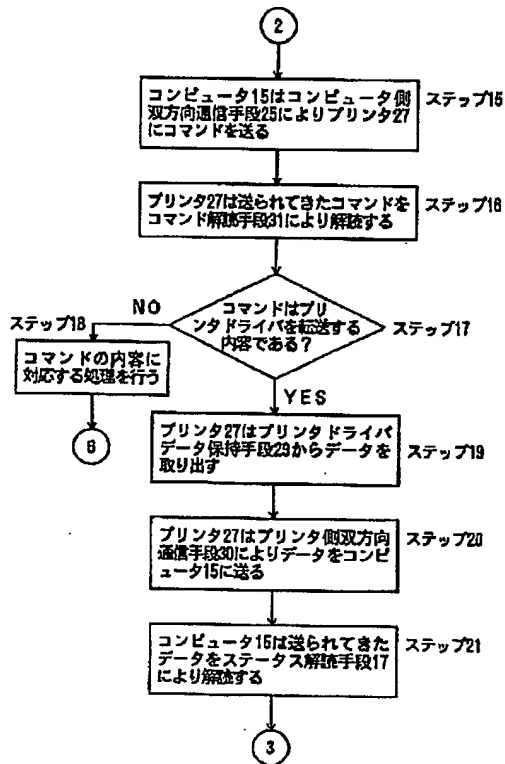 2
コンピュータ15はコンピュータ側
双方向通信手段25によりプリンタ27
にコマンドを送る
ステップ15
プリンタ27は送られてきたコマンドを
コマンド解読手段31により解読する
ステップ16
コマンドはプリ
ンタドライバを転送する
内容である？
ステップ17
NO
ステップ18
コマンドの内容に
対応する処理を行う
6
YES
プリンタ27はプリンタドライバ
データ保持手段29からデータを
取り出す
ステップ19
プリンタ27はプリンタ側双方向
通信手段30によりデータをコンピ
ュータ15に送る
ステップ20
コンピュータ15は送られてきた
データをステータス解読手段17
により解読する
ステップ21
3